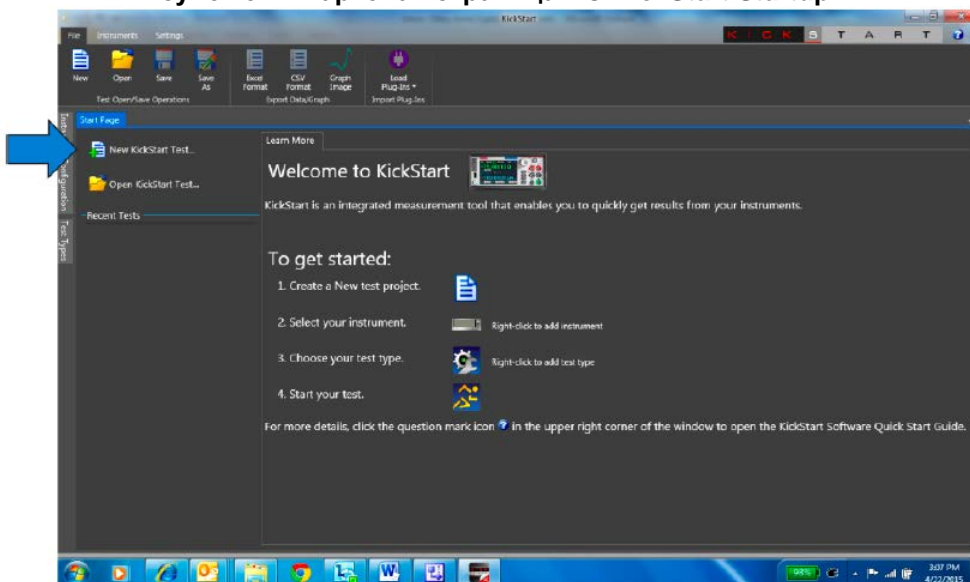 KickStart
File Instruments Settings
K I C K S T A R T
New Open Save Save As Excel Format CSV Format Graph Image Load Plug-Ins
Test Open/Save Operations Export Data/Graph Import Plug-Ins
Start Page
Test Types
New KickStart Test...
Open KickStart Test...
Recent Tests
Learn More
Welcome to KickStart
KickStart is an integrated measurement tool that enables you to quickly get results from your instruments.
To get started:
1. Create a New test project.
2. Select your instrument.
Right-click to add instrument
3. Choose your test type.
Right-click to add test type
4. Start your test.
For more details, click the question mark icon ? in the upper right corner of the window to open the KickStart Software Quick Start Guide.
93%
3:07 PM
4/22/2015